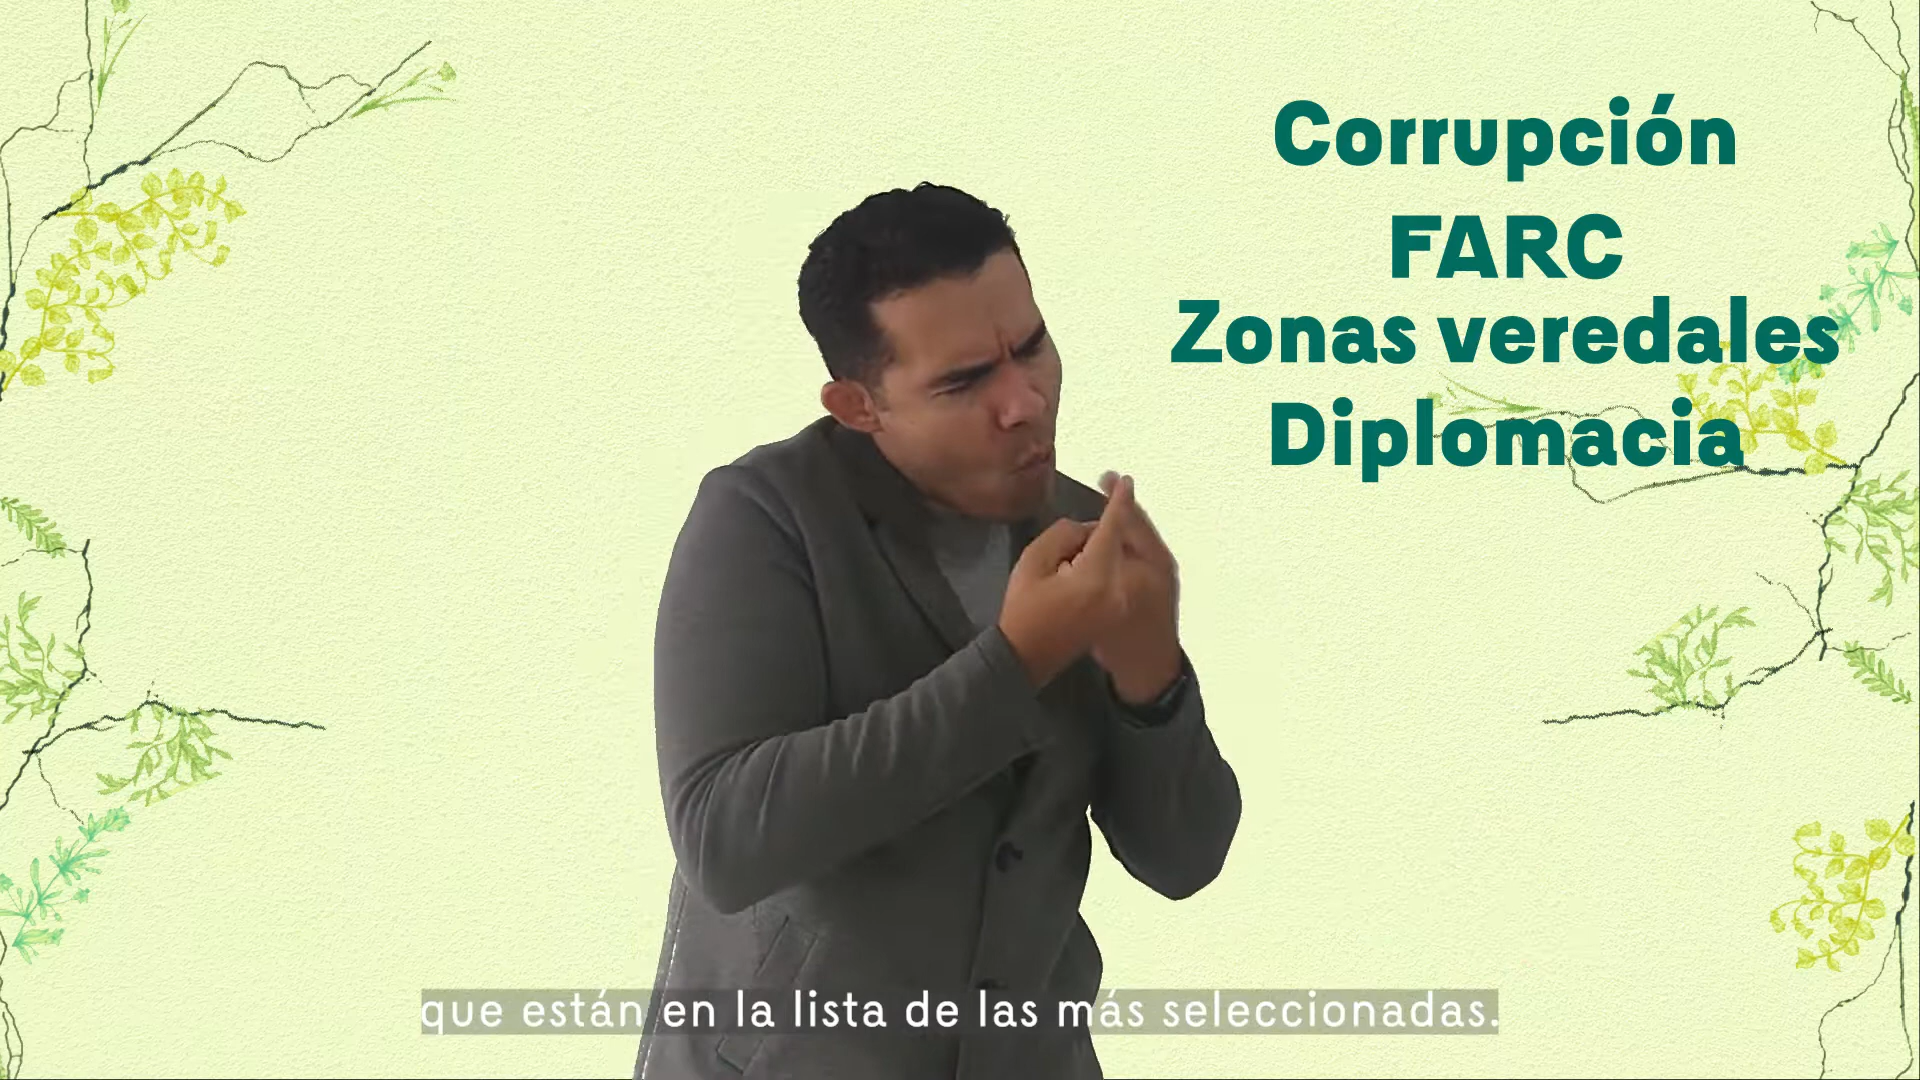 Corrupción
FARC
Zonas veredales
Diplomacia
que están en la lista de las más seleccionadas.